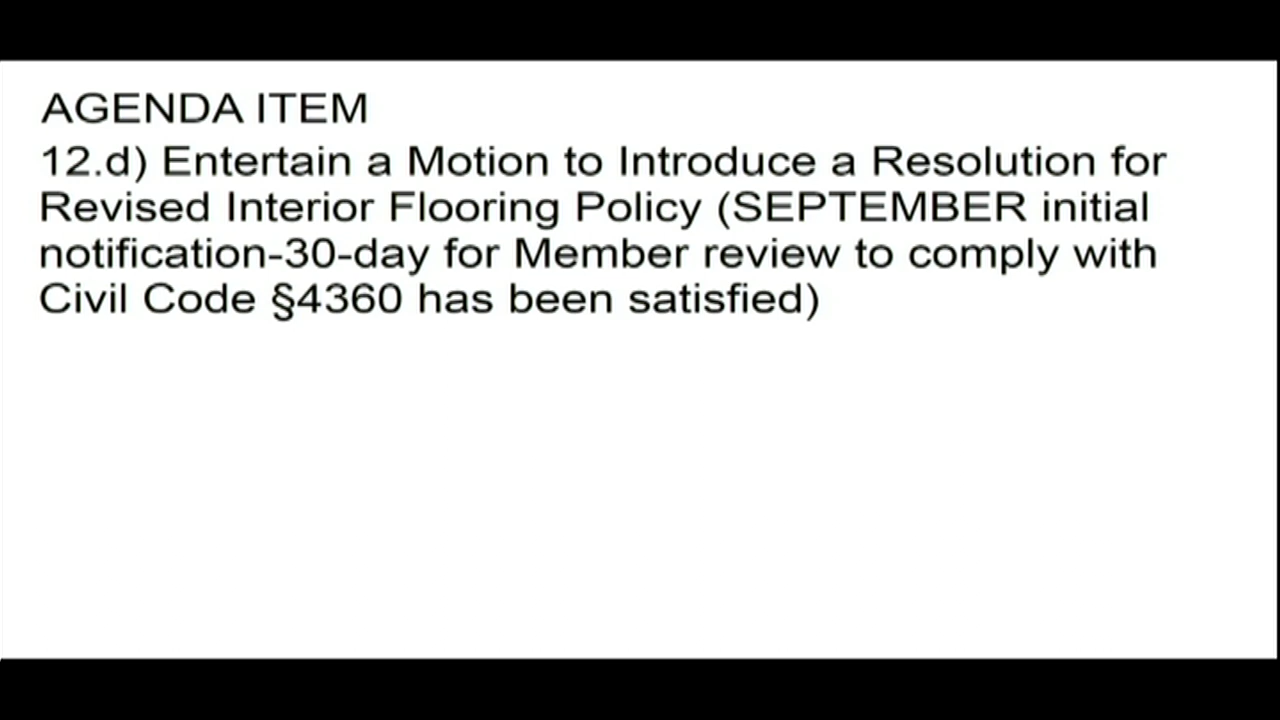 AGENDA ITEM
12.d) Entertain a Motion to Introduce a Resolution for
Revised Interior Flooring Policy (SEPTEMBER initial
notification-30-day for Member review to comply with
Civil Code §4360 has been satisfied)